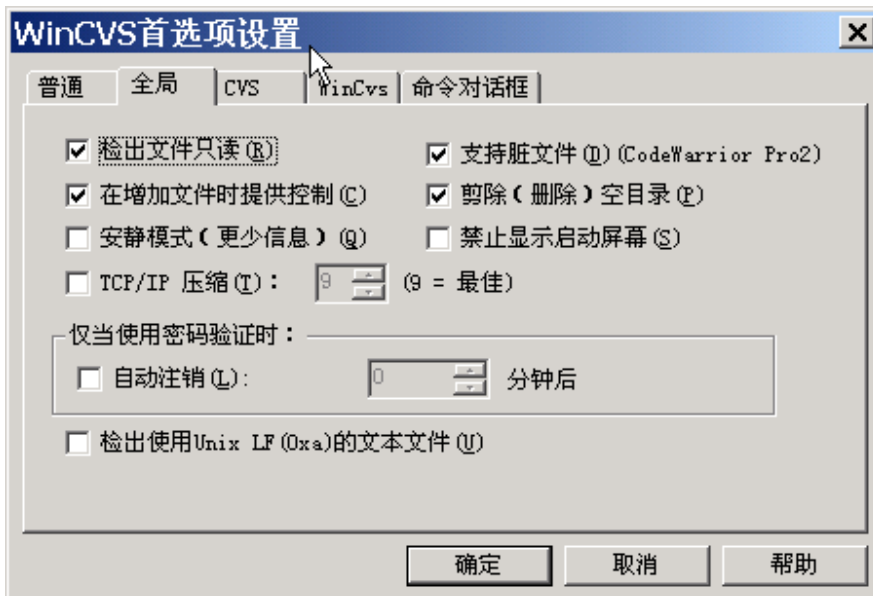 WinCVS首选项设置
普通 全局 CVS WinCvs 命令对话框
检出文件只读(R) 支持脏文件(D)(CodeWarrior Pro2)
在增加文件时提供控制(C) 剪除(删除)空目录(P)
安静模式(更少信息)(Q) 禁止显示启动屏幕(S)
TCP/IP 压缩(T): 9 (9 = 最佳)
仅当使用密码验证时:
自动注销(L): 0 分钟后
检出使用Unix LF(0xa)的文本文件(U)
确定 取消 帮助